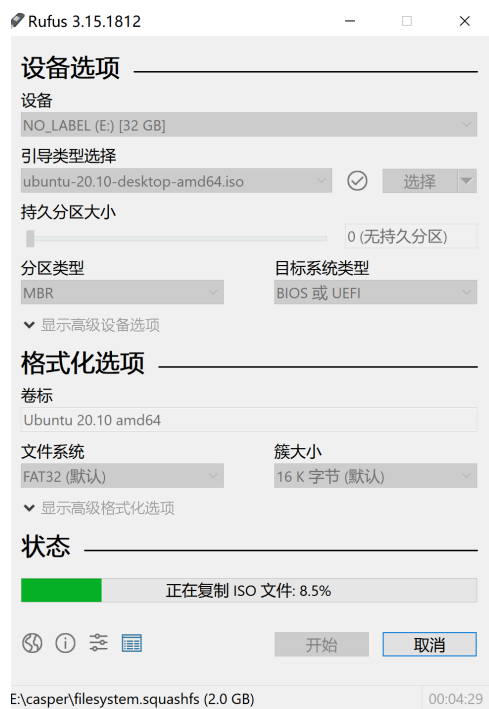 Rufus 3.15.1812
设备选项
设备
NO_LABEL (E:) [32 GB]
引导类型选择
ubuntu-20.10-desktop-amd64.iso
选择
持久分区大小
0 (无持久分区)
分区类型
目标系统类型
MBR
BIOS 或 UEFI
显示高级设备选项
格式化选项
卷标
Ubuntu 20.10 amd64
文件系统
簇大小
FAT32 (默认)
16 K 字节 (默认)
显示高级格式化选项
状态
正在复制 ISO 文件: 8.5%
开始
取消
E:\casper\filesystem.squashfs (2.0 GB)
00:04:29